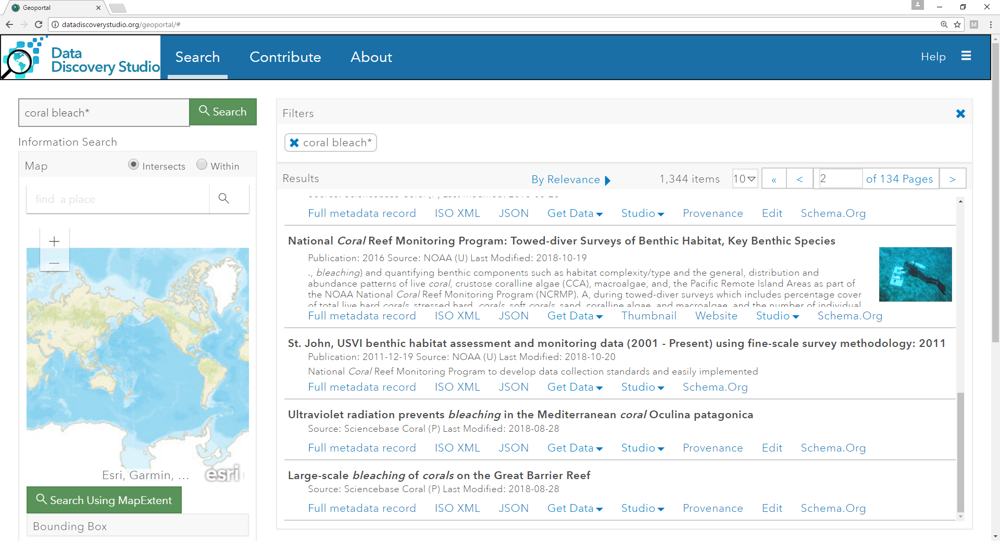 Geoportal
datadiscoverystudio.org/geoportal/#
M
Data
Discovery Studio
Search
Contribute
About
Help
coral bleach*
Search
Information Search
Map
Intersects
Within
find a place
+
−
Esri, Garmin, ...
esri
Search Using MapExtent
Bounding Box
Filters
coral bleach*
Results
By Relevance
1,344 items
10
«
<
2
of 134 Pages
>
Source: Sciencebase Coral (P) Last Modified: 2018-08-28
Full metadata record ISO XML JSON Get Data Studio Provenance Edit Schema.Org
National Coral Reef Monitoring Program: Towed-diver Surveys of Benthic Habitat, Key Benthic Species
Publication: 2016 Source: NOAA (U) Last Modified: 2018-10-19
., bleaching) and quantifying benthic components such as habitat complexity/type and the general, distribution and
abundance patterns of live coral, crustose coralline algae (CCA), macroalgae, and, the Pacific Remote Island Areas as part of
the NOAA National Coral Reef Monitoring Program (NCRMP). A, during towed-diver surveys which includes percentage cover
of total live hard corals, stressed hard, corals, soft corals, sand, coralline algae, and macroalgae, and the number of individual
Full metadata record ISO XML JSON Get Data Thumbnail Website Studio Schema.Org
St. John, USVI benthic habitat assessment and monitoring data (2001 - Present) using fine-scale survey methodology: 2011
Publication: 2011-12-19 Source: NOAA (U) Last Modified: 2018-10-20
National Coral Reef Monitoring Program to develop data collection standards and easily implemented
Full metadata record ISO XML JSON Get Data Studio Schema.Org
Ultraviolet radiation prevents bleaching in the Mediterranean coral Oculina patagonica
Source: Sciencebase Coral (P) Last Modified: 2018-08-28
Full metadata record ISO XML JSON Get Data Studio Provenance Edit Schema.Org
Large-scale bleaching of corals on the Great Barrier Reef
Source: Sciencebase Coral (P) Last Modified: 2018-08-28
Full metadata record ISO XML JSON Get Data Studio Provenance Edit Schema.Org